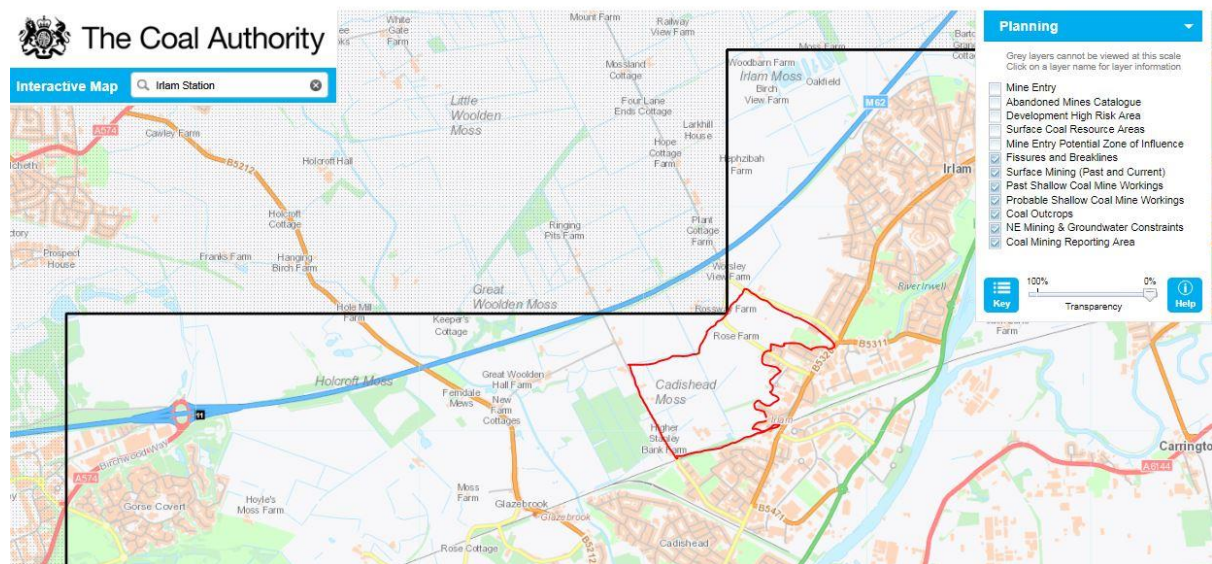 The Coal Authority
Interactive Map
Irlam Station
Planning
Grey layers cannot be viewed at this scale
Click on a layer name for layer information
Mine Entry
Abandoned Mines Catalogue
Development High Risk Area
Surface Coal Resource Areas
Mine Entry Potential Zone of Influence
Fissures and Breaklines
Surface Mining (Past and Current)
Past Shallow Coal Mine Workings
Probable Shallow Coal Mine Workings
Coal Outcrops
NE Mining & Groundwater Constraints
Coal Mining Reporting Area
Key
100%
0%
Transparency
Help
White
Gate
Farm
Mount Farm
Railway
View Farm
Moss Farm
Mossland
Cottage
Woodbarn Farm
Irlam Moss
Birch
View Farm
Oakfield
Little
Woolden
Moss
Four Lane
Ends Cottage
M62
A574
Cawley Farm
Larkhill
House
B5212
Holcroft Hall
Hope
Cottage
Farm
Hephzibah
Farm
Irlam
Holcroft
Cottage
Ringing
Pits Farm
Plant
Cottage
Farm
Prospect
House
Franks Farm
Hanging
Birch Farm
Worsley
View Farm
River Irwell
Great
Woolden Moss
Hole Mill
Farm
Keeper's
Cottage
Rossway Farm
Rose Farm
B5320
B5311
Farm
Holcroft Moss
Great Woolden
Hall Farm
Cadishead
Moss
Ferndale
Mews
New
Farm
Cottages
11
Irlam
Higher
Stanley
Bank Farm
Birchwood Way
Carringto
A6144
A574
Gorse Covert
Hoyle's
Moss Farm
Moss
Farm
Glazebrook
Glazebrook
B5471
Rose Cottage
B5212
Cadishead